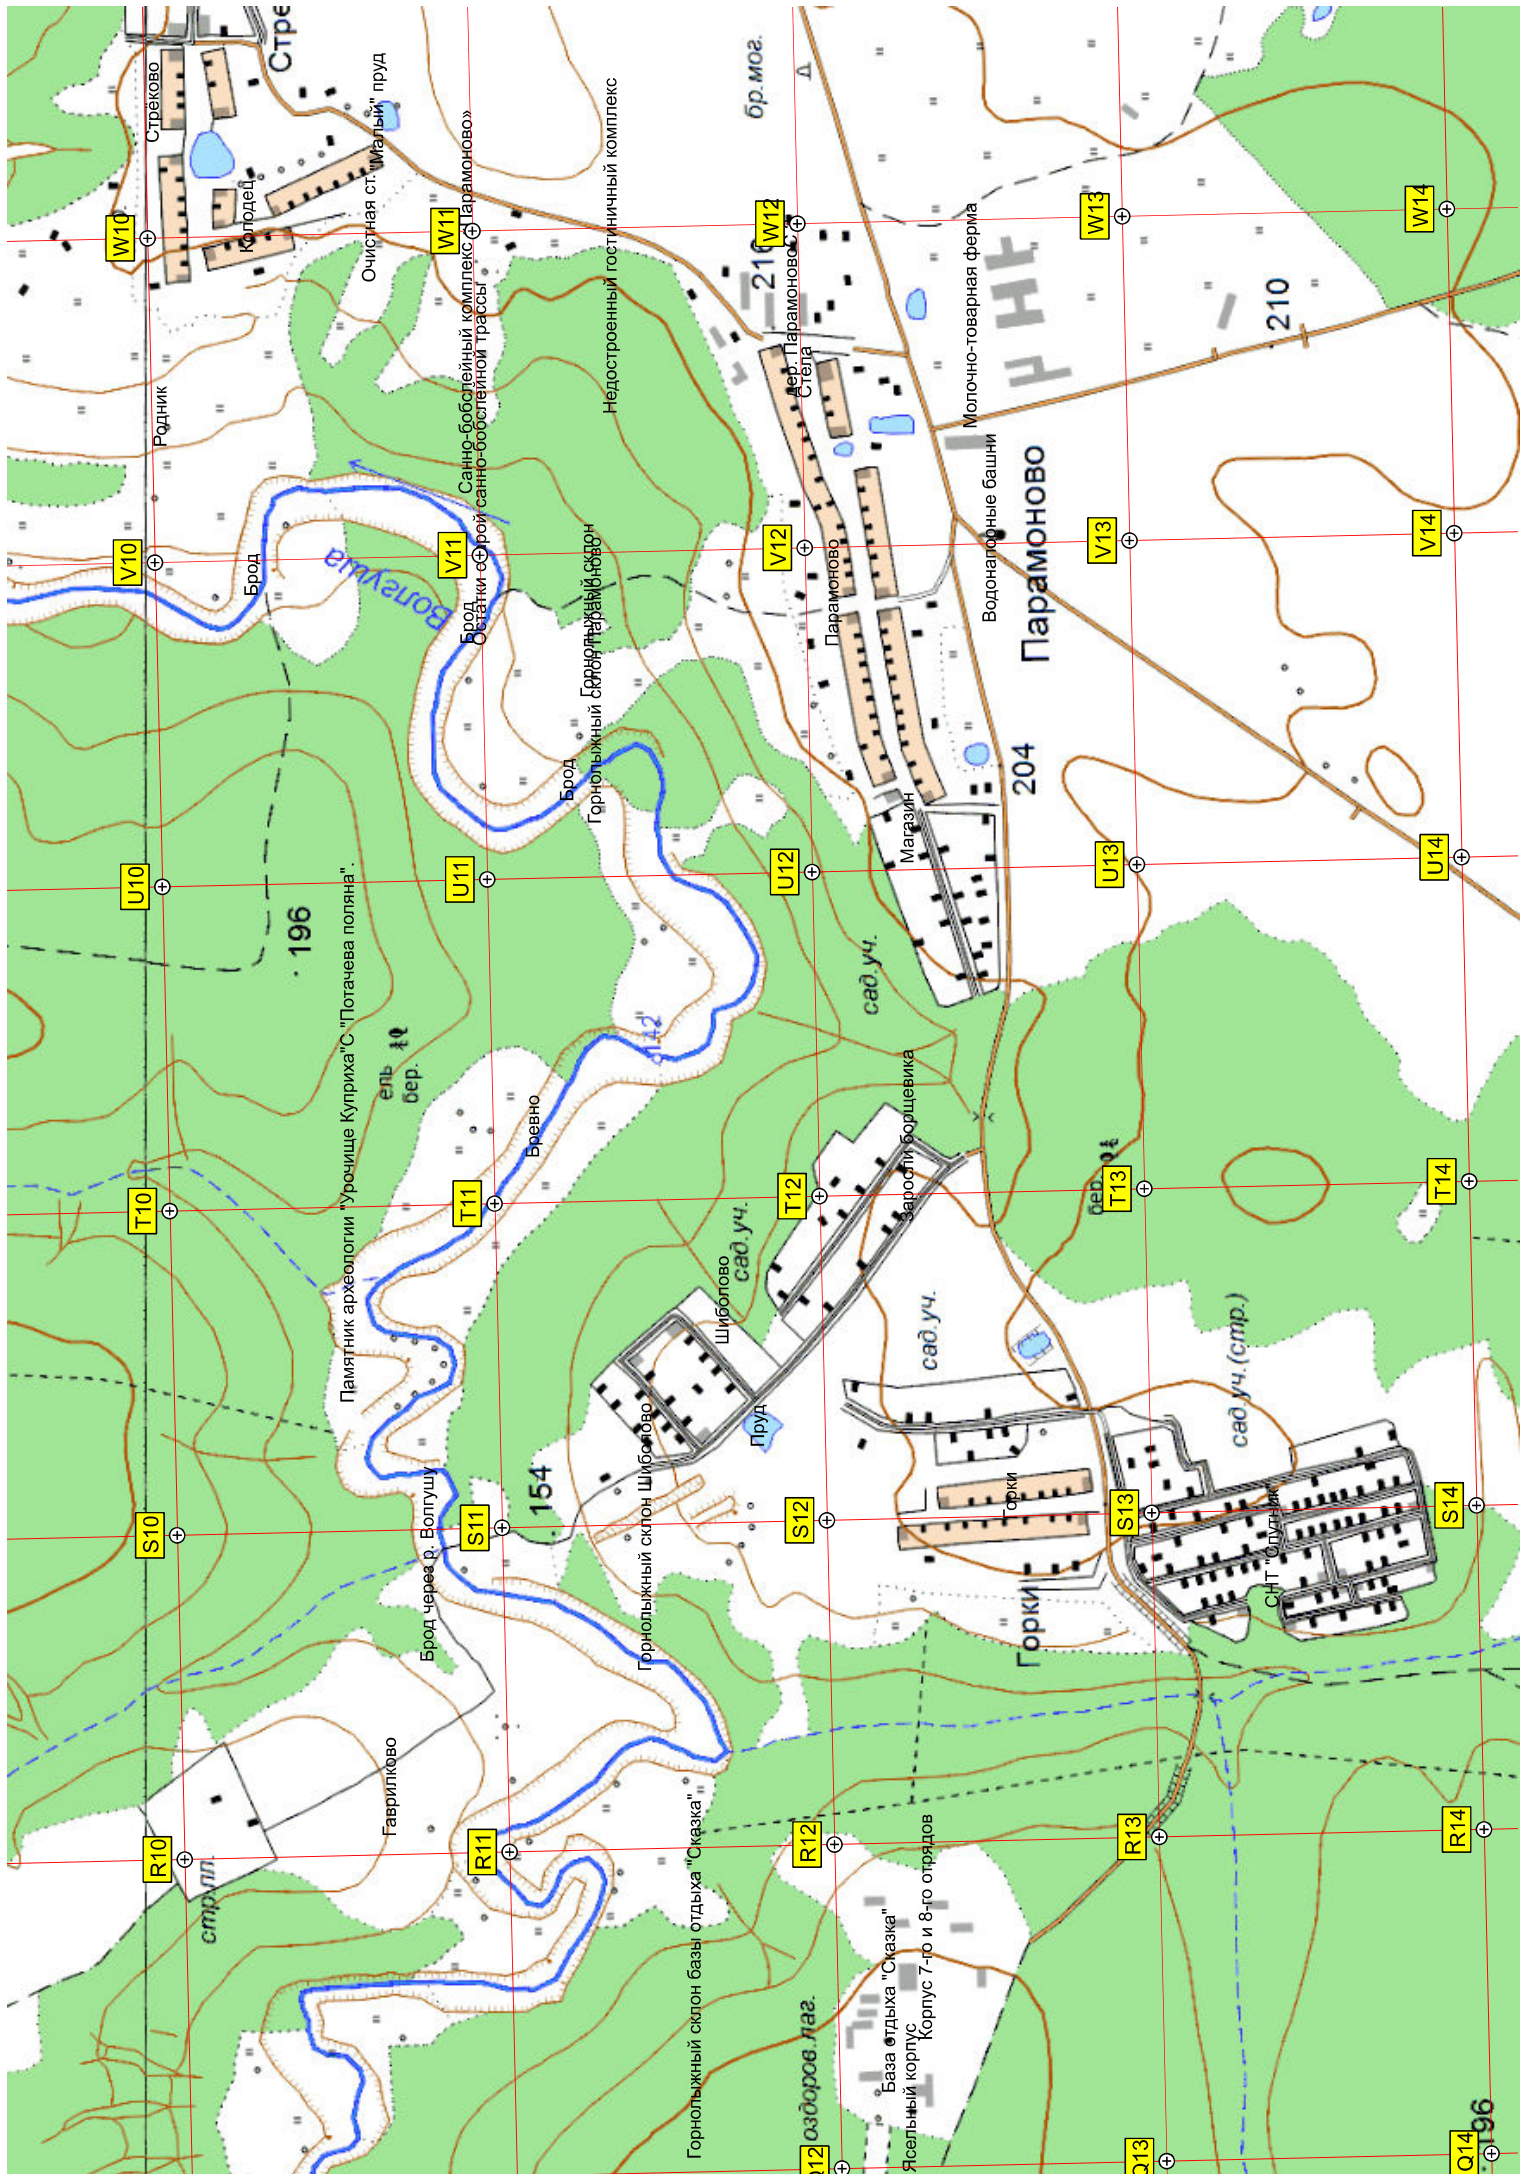 Стрёково
Стре
Колодец
Очистная ст.
"Малый" пруд
бр.мог.
W10
W11
W12
W13
W14
Санно-бобслейный комплекс «Парамоново»
Остатки старой санно-бобслейной трассы
Недостроенный гостиничный комплекс
216
дер. Парамоново
Стела
Молочно-товарная ферма
210
Родник
Водонапорные башни
Парамоново
V10
V11
V12
V13
V14
Брод
Волгуша
Брод
Горнолыжный склон
Горнолыжный склон Парамоново
Парамоново
Брод
204
Магазин
U10
U11
U12
U13
U14
196
Памятник археологии "Урочище Куприха"С "Потачева поляна".
ель
бер.
142
сад.уч.
Бревно
Заросли борщевика
бер.
T10
T11
T12
T13
T14
сад.уч.
Шиболово
сад.уч.
сад.уч.(стр.)
Пруд
Горнолыжный склон Шиболово
154
Горки
S10
S11
S12
S13
S14
Брод через р. Волгушу
Горки
СНТ "Спутник"
Гаврилково
R10
R11
R12
R13
R14
стр.пл.
Горнолыжный склон базы отдыха "Сказка"
База отдыха "Сказка"
Корпус 7-го и 8-го отрядов
Ясельный корпус
оздоров.лаг.
Q12
Q13
Q14
196